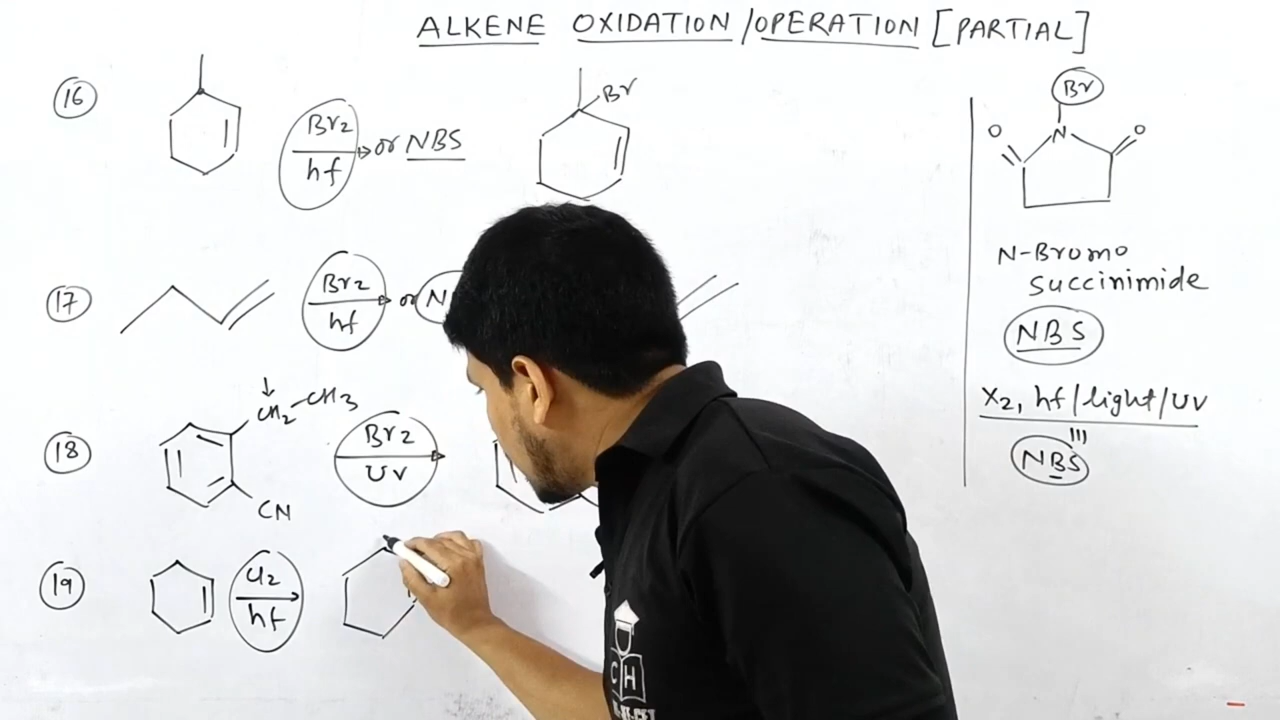 ALKENE OXIDATION/OPERATION [PARTIAL]
16
Br2
hf
or NBS
Br
17
Br2
hf
or
18
CH2-CH3
CN
Br2
UV
19
Cl2
hf
Br
O
N
O
N-Bromo
Succinimide
NBS
X2, hf/light/UV
NBS
CH